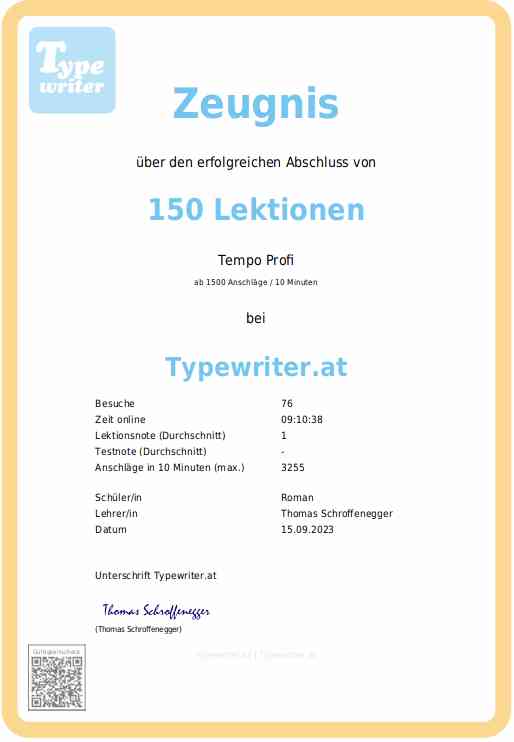 Type
writer
Zeugnis
über den erfolgreichen Abschluss von
150 Lektionen
Tempo Profi
ab 1500 Anschläge / 10 Minuten
bei
Typewriter.at
Besuche 76
Zeit online 09:10:38
Lektionsnote (Durchschnitt) 1
Testnote (Durchschnitt) -
Anschläge in 10 Minuten (max.) 3255
Schüler/in Roman
Lehrer/in Thomas Schroffenegger
Datum 15.09.2023
Unterschrift Typewriter.at
Thomas Schroffenegger
(Thomas Schroffenegger)
Typewriter.at